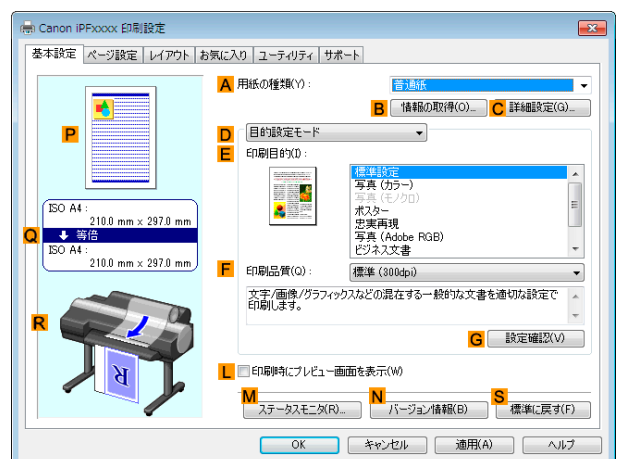 Canon iPFxxxx 印刷設定
基本設定 ページ設定 レイアウト お気に入り ユーティリティ サポート
A 用紙の種類(Y): 普通紙
B 情報の取得(O)... C 詳細設定(G)...
P
D 目的設定モード
E 印刷目的(I):
標準設定
写真 (カラー)
写真 (モノクロ)
ポスター
忠実再現
写真 (Adobe RGB)
ビジネス文書
ISO A4 :
210.0 mm x 297.0 mm
Q 等倍
ISO A4 :
210.0 mm x 297.0 mm
F 印刷品質(Q): 標準 (300dpi)
文字/画像/グラフィックスなどの混在する一般的な文書を適切な設定で
印刷します。
R
G 設定確認(V)
L 印刷時にプレビュー画面を表示(W)
M ステータスモニタ(R)... N バージョン情報(B) S 標準に戻す(F)
OK キャンセル 適用(A) ヘルプ